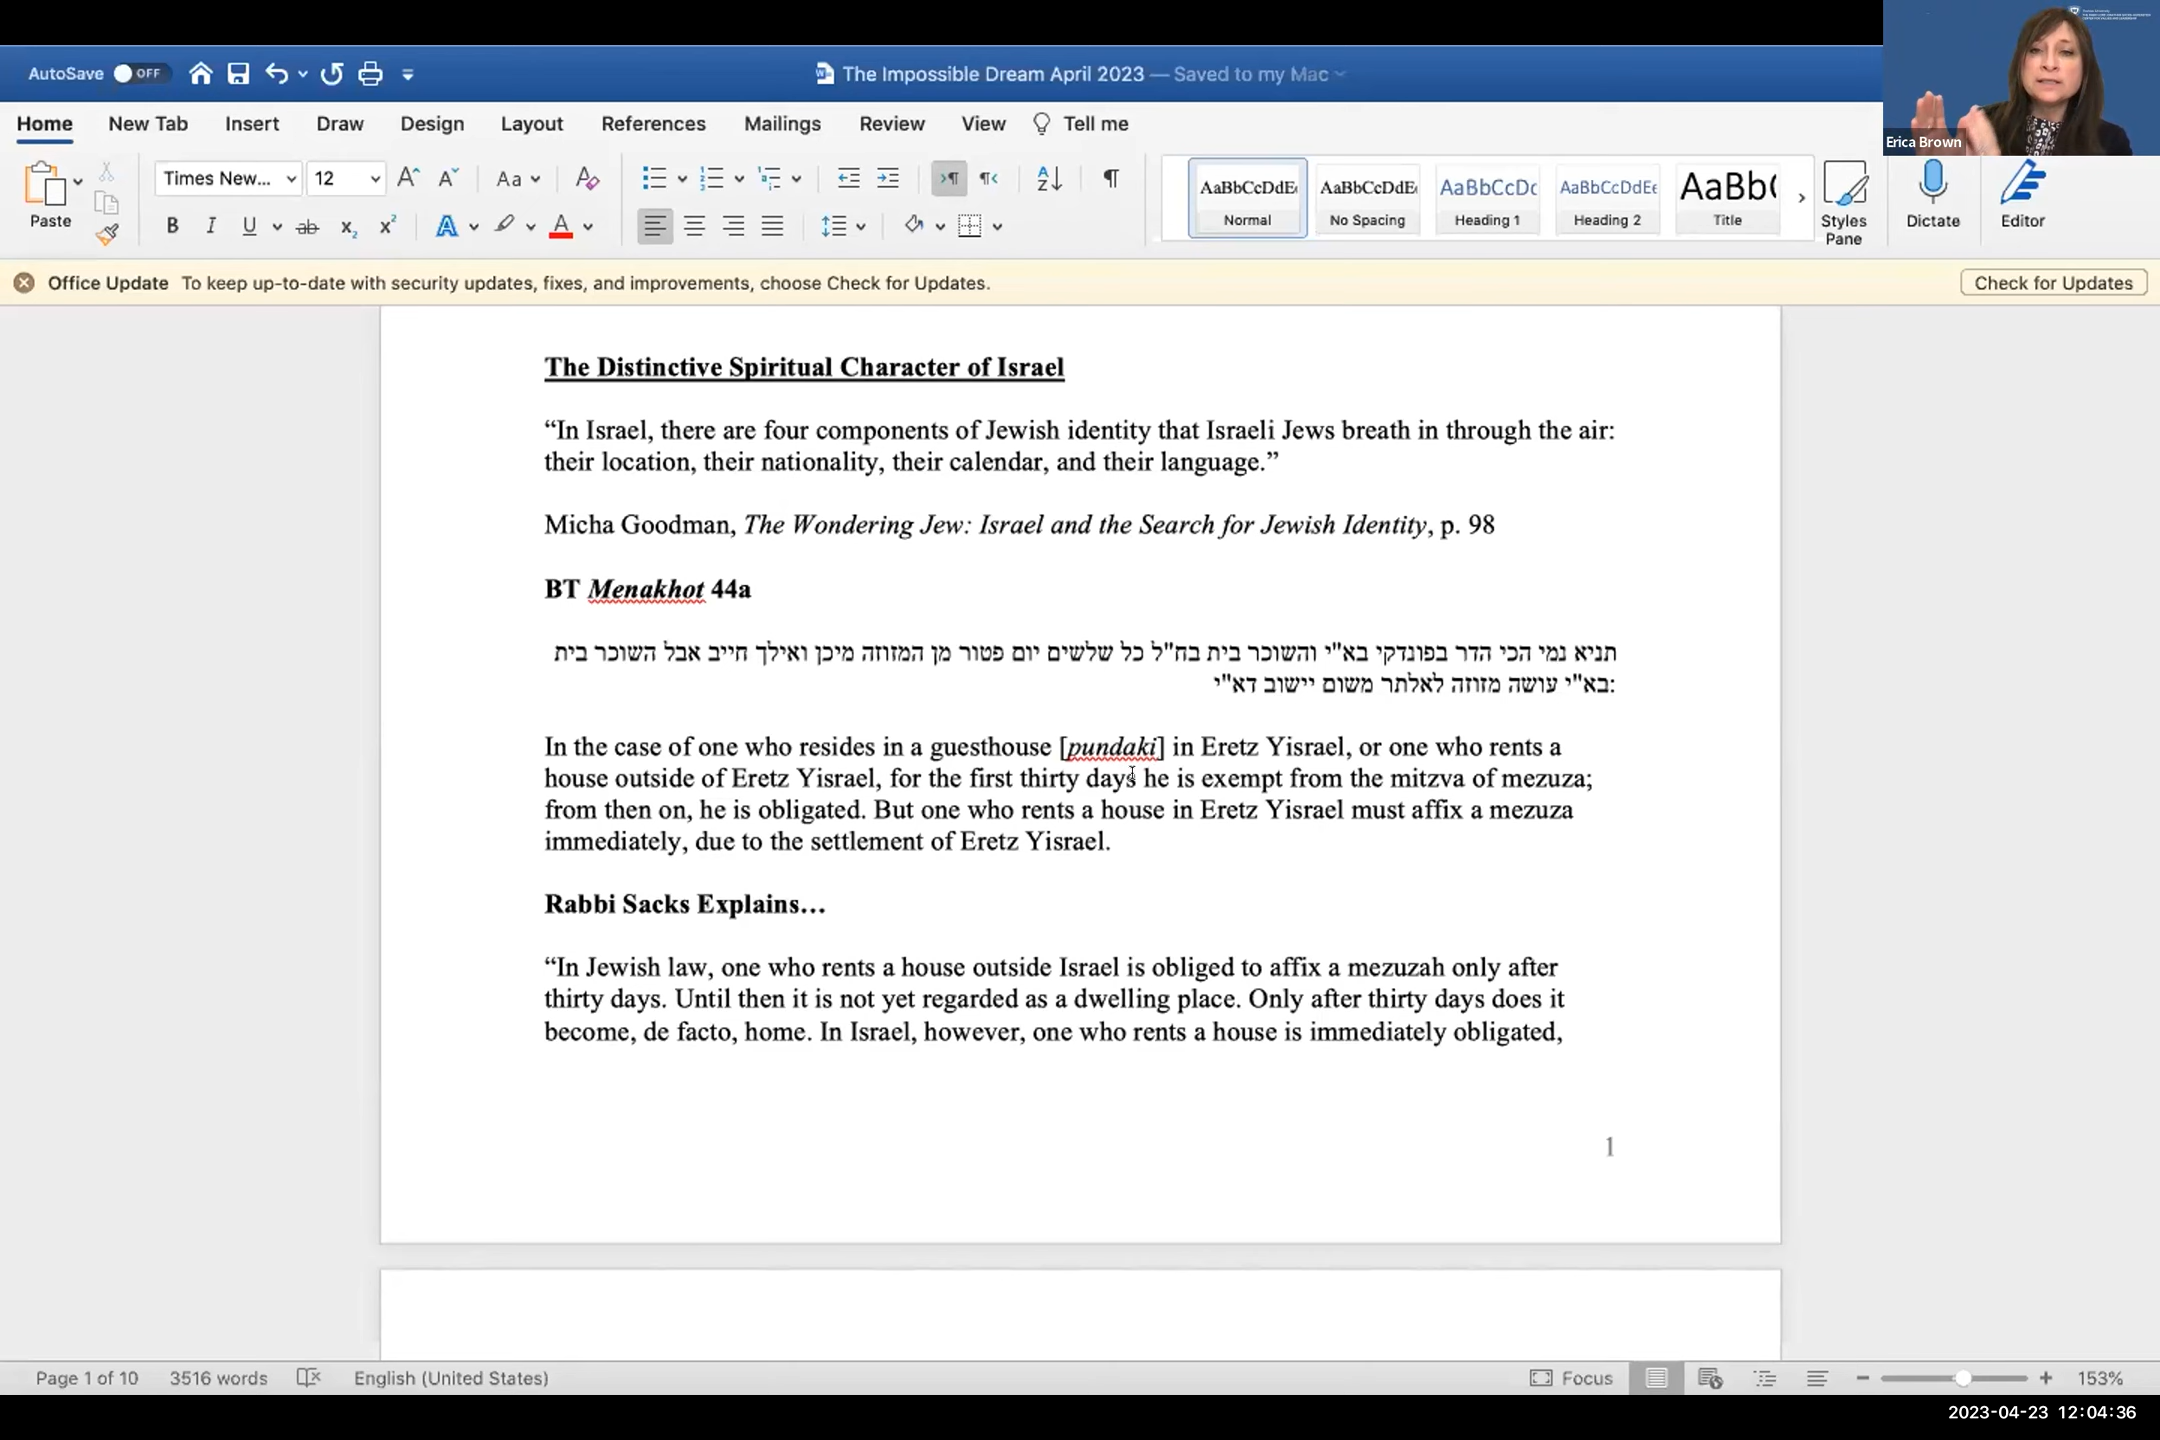 AutoSave OFF
The Impossible Dream April 2023 — Saved to my Mac
Erica Brown
Home New Tab Insert Draw Design Layout References Mailings Review View Tell me
Paste
Times New... 12
AaBbCcDdE AaBbCcDdE AaBbCcDc AaBbCcDdEe AaBb(
Normal No Spacing Heading 1 Heading 2 Title
Styles Pane
Dictate
Editor
Office Update To keep up-to-date with security updates, fixes, and improvements, choose Check for Updates. Check for Updates
The Distinctive Spiritual Character of Israel
“In Israel, there are four components of Jewish identity that Israeli Jews breath in through the air:
their location, their nationality, their calendar, and their language.”
Micha Goodman, The Wondering Jew: Israel and the Search for Jewish Identity, p. 98
BT Menakhot 44a
תניא נמי הכי הדר בפונדקי בא"י והשוכר בית בח"ל כל שלשים יום פטור מן המזוזה מיכן ואילך חייב אבל השוכר בית
בא"י עושה מזוזה לאלתר משום יישוב דא"י:
In the case of one who resides in a guesthouse [pundaki] in Eretz Yisrael, or one who rents a
house outside of Eretz Yisrael, for the first thirty days he is exempt from the mitzva of mezuza;
from then on, he is obligated. But one who rents a house in Eretz Yisrael must affix a mezuza
immediately, due to the settlement of Eretz Yisrael.
Rabbi Sacks Explains…
“In Jewish law, one who rents a house outside Israel is obliged to affix a mezuzah only after
thirty days. Until then it is not yet regarded as a dwelling place. Only after thirty days does it
become, de facto, home. In Israel, however, one who rents a house is immediately obligated,
1
Page 1 of 10 3516 words English (United States) Focus 153%
2023-04-23 12:04:36